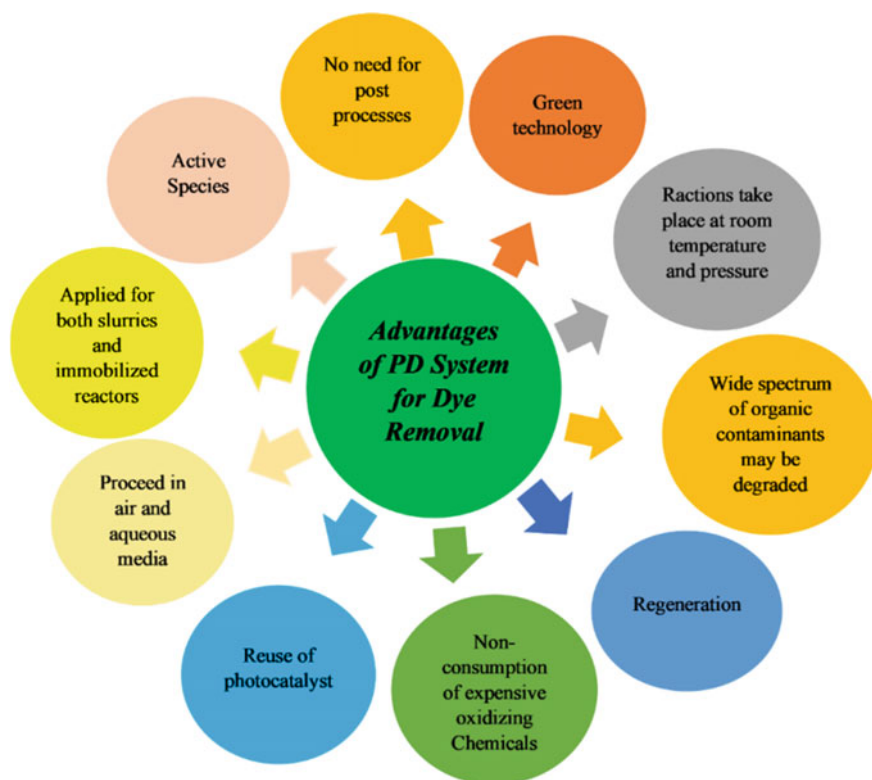 No need for
post
processes
Green
technology
Ractions take
place at room
temperature
and pressure
Wide spectrum
of organic
contaminants
may be
degraded
Regeneration
Non-
consumption
of expensive
oxidizing
Chemicals
Reuse of
photocatalyst
Proceed in
air and
aqueous
media
Applied for
both slurries
and
immobilized
reactors
Active
Species
Advantages
of PD System
for Dye
Removal